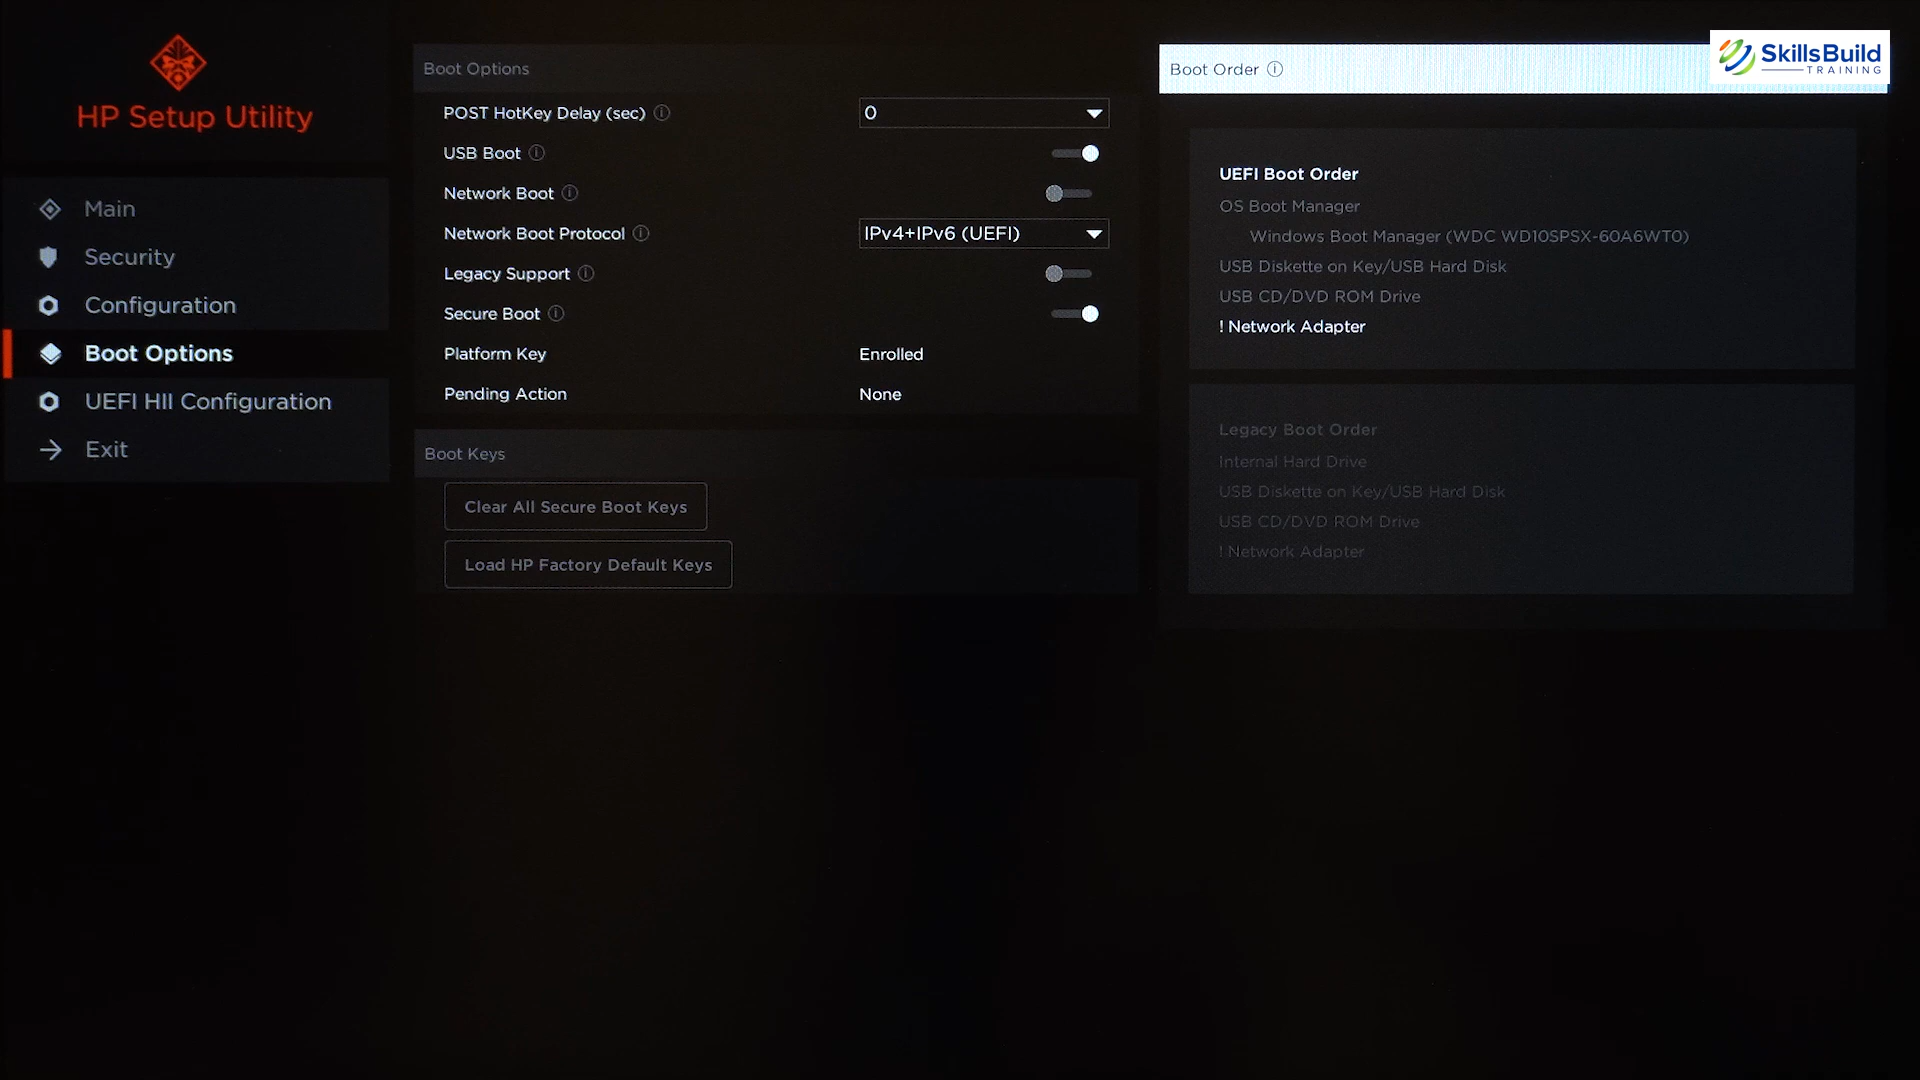 HP Setup Utility
Main
Security
Configuration
Boot Options
UEFI HII Configuration
Exit
Boot Options
POST HotKey Delay (sec)
0
USB Boot
Network Boot
Network Boot Protocol
IPv4+IPv6 (UEFI)
Legacy Support
Secure Boot
Platform Key
Enrolled
Pending Action
None
Boot Keys
Clear All Secure Boot Keys
Load HP Factory Default Keys
Boot Order
SkillsBuild
TRAINING
UEFI Boot Order
OS Boot Manager
Windows Boot Manager (WDC WD10SPSX-60A6WT0)
USB Diskette on Key/USB Hard Disk
USB CD/DVD ROM Drive
! Network Adapter
Legacy Boot Order
Internal Hard Drive
USB Diskette on Key/USB Hard Disk
USB CD/DVD ROM Drive
! Network Adapter